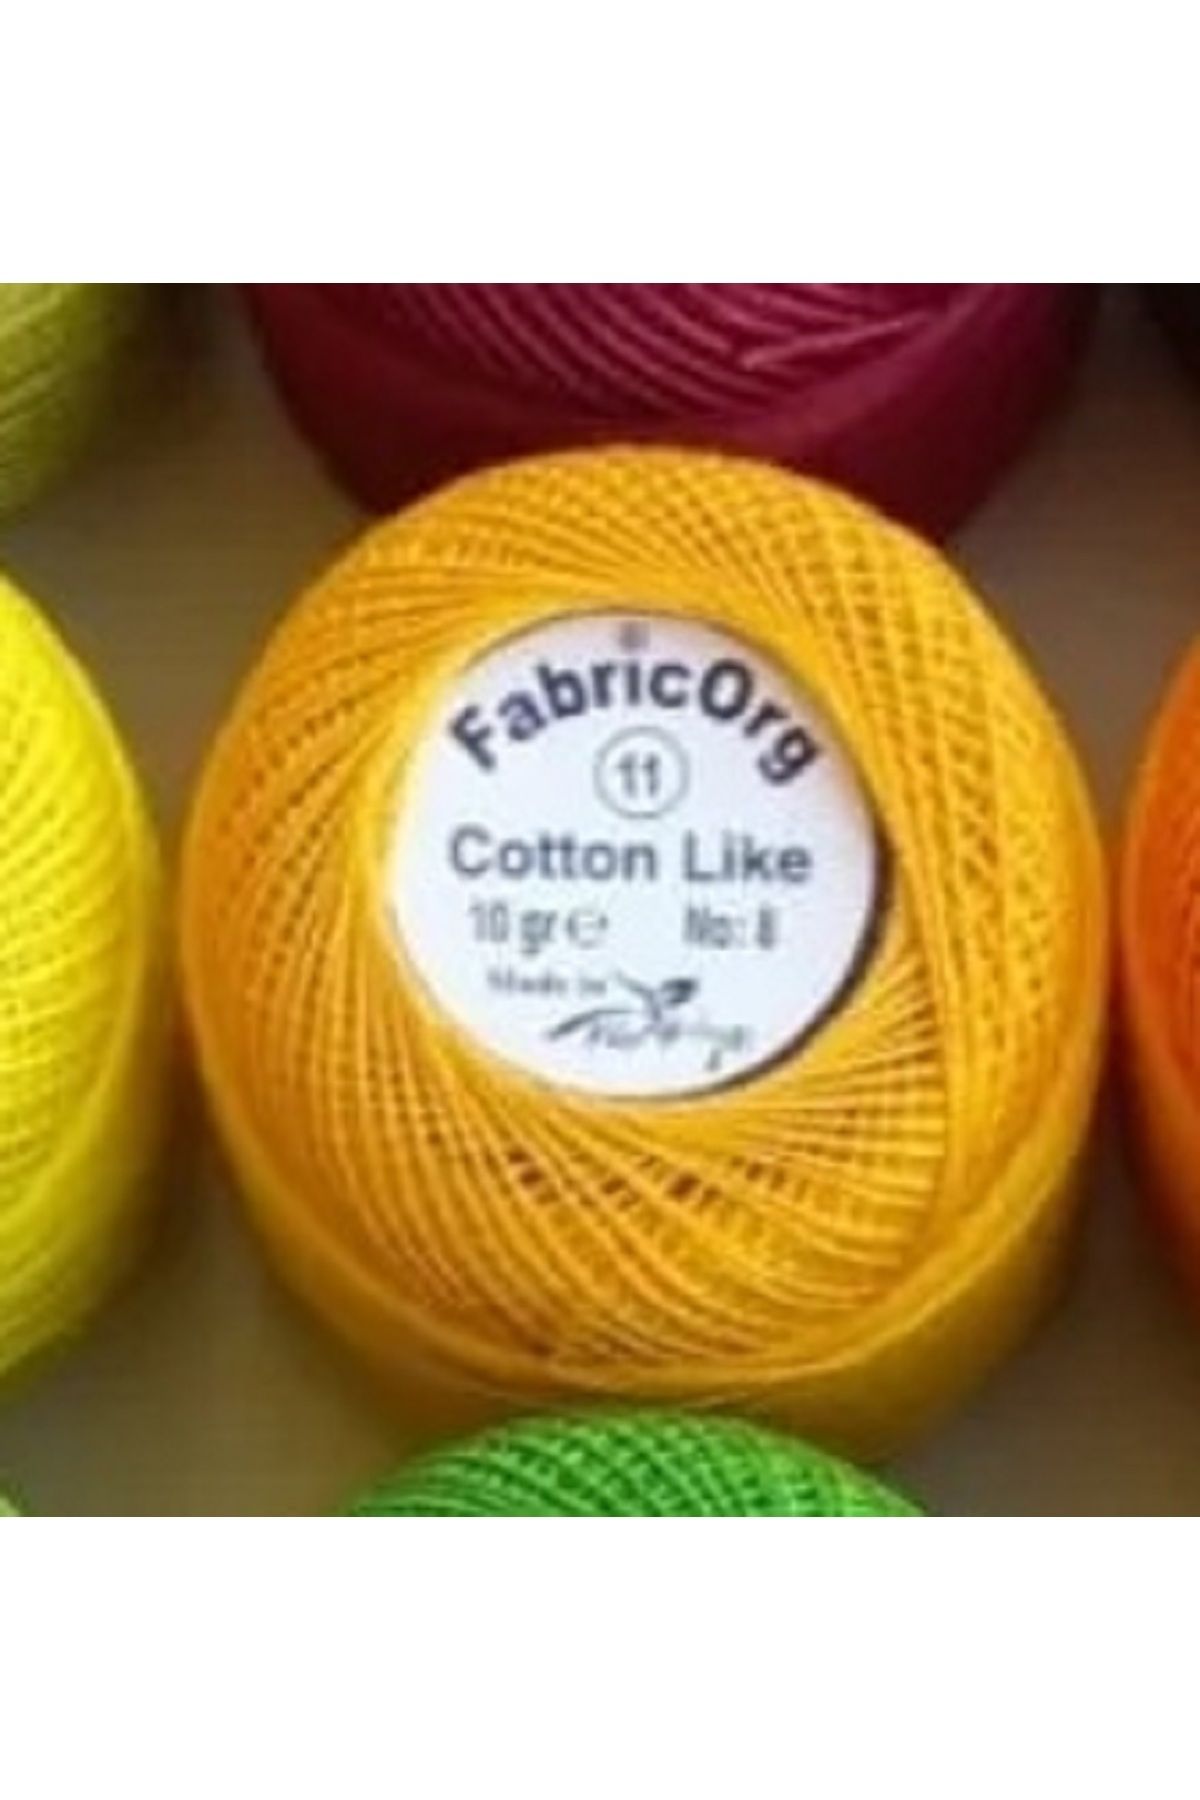 FabricOrg
11
Cotton Like
10 gr ℮ No: 8
Made in